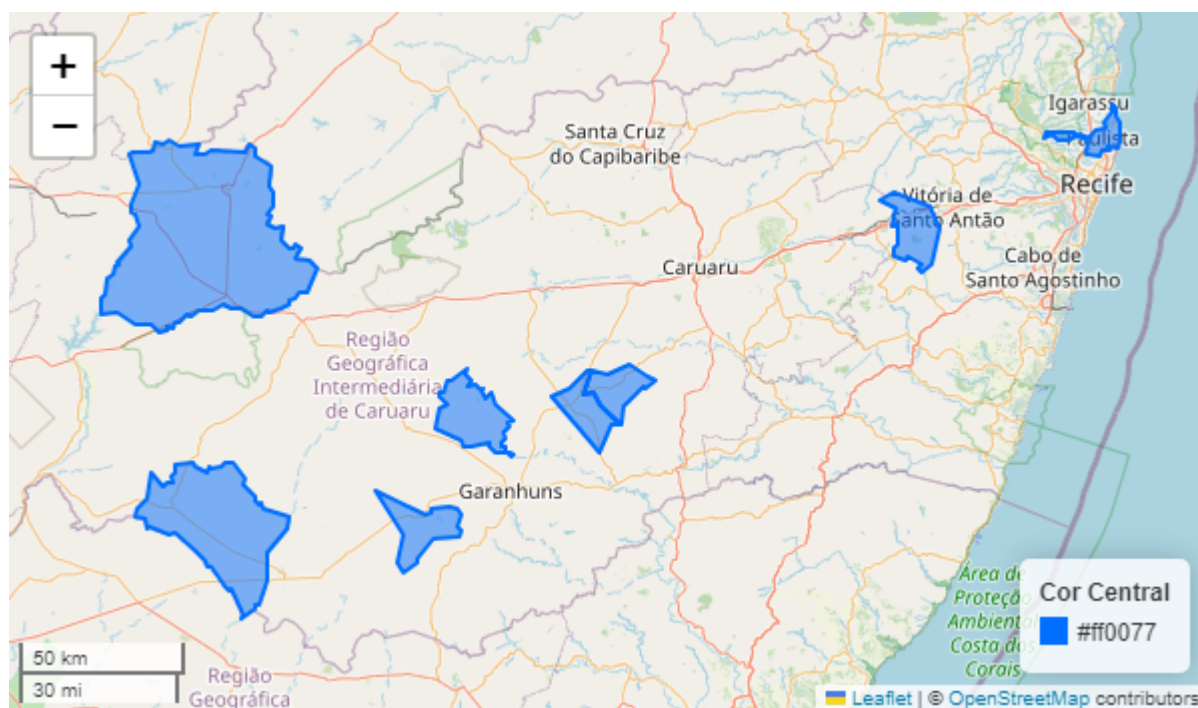 +
−
Igarassu
Santa Cruz
do Capibaribe
Paulista
Recife
Vitória de
Santo Antão
Caruaru
Cabo de
Santo Agostinho
Região
Geográfica
Intermediária
de Caruaru
Garanhuns
Área de
Proteção
Ambiental
Costa dos
Corais
Cor Central
#ff0077
50 km
30 mi
Região
Geográfica
Leaflet | © OpenStreetMap contributors